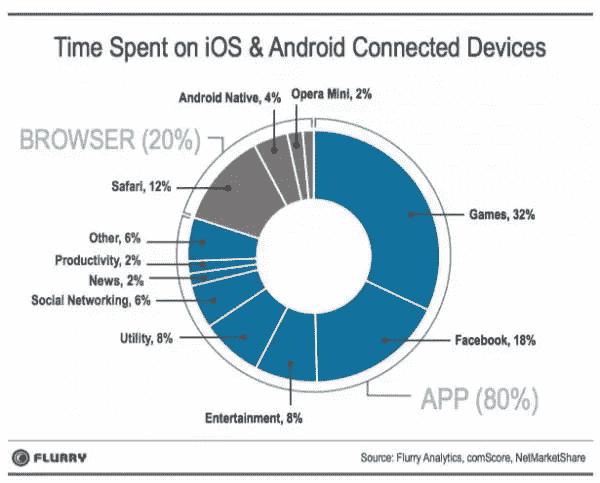 Time Spent on iOS & Android Connected Devices
Android Native, 4%
Opera Mini, 2%
BROWSER (20%)
Safari, 12%
Games, 32%
Other, 6%
Productivity, 2%
News, 2%
Social Networking, 6%
Utility, 8%
Facebook, 18%
Entertainment, 8%
APP (80%)
FLURRY
Source: Flurry Analytics, comScore, NetMarketShare